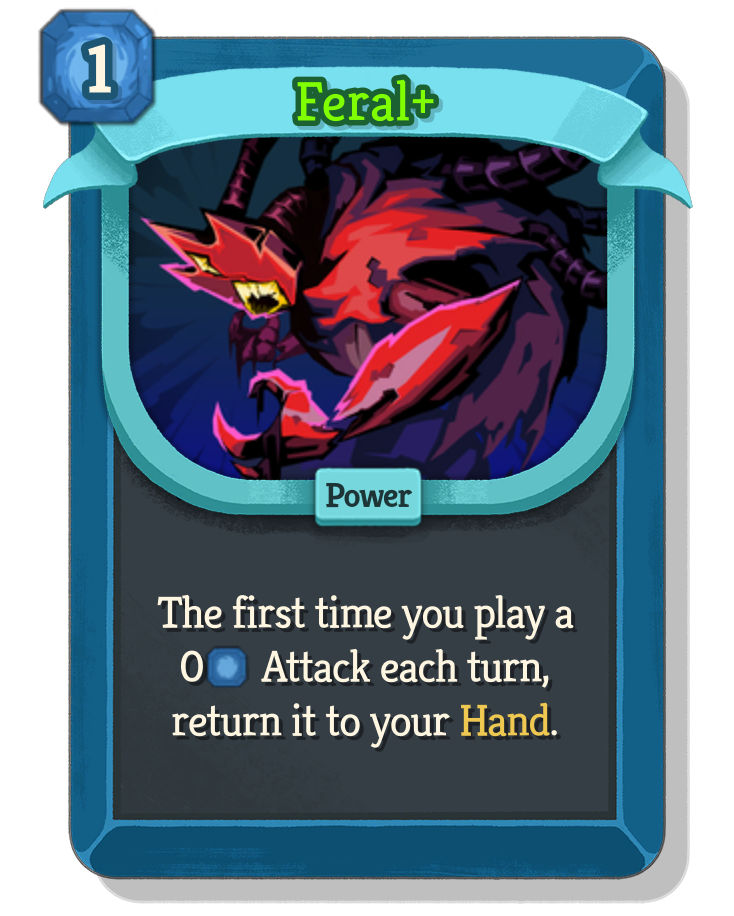 1
Feral+
Power
The first time you play a
0 Attack each turn,
return it to your Hand.